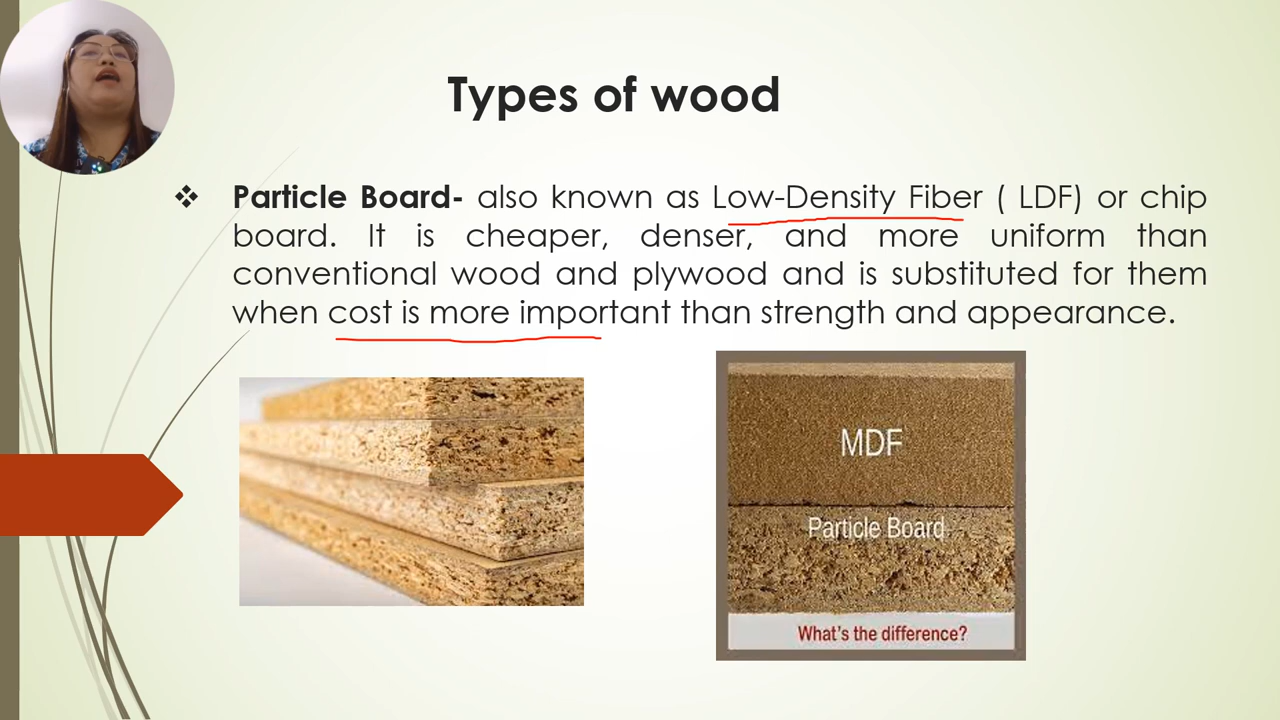 Types of wood
❖ Particle Board- also known as Low-Density Fiber ( LDF) or chip
board. It is cheaper, denser, and more uniform than
conventional wood and plywood and is substituted for them
when cost is more important than strength and appearance.
MDF
Particle Board
What's the difference?